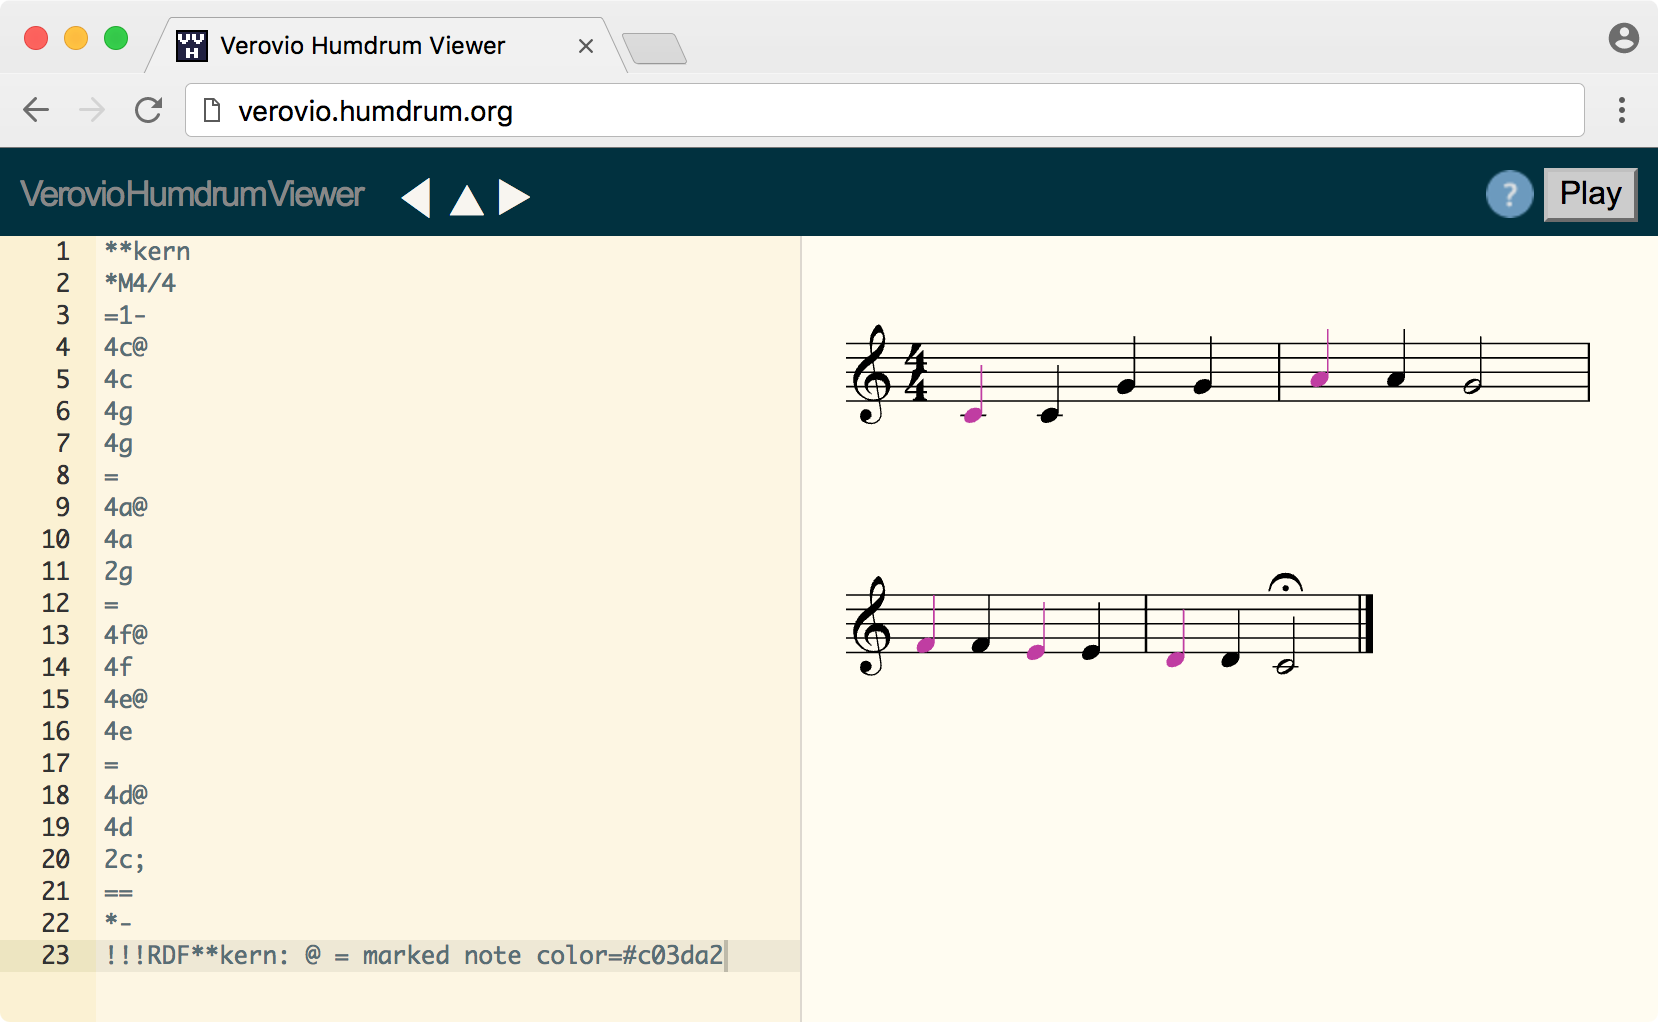 Verovio Humdrum Viewer
verovio.humdrum.org
VerovioHumdrumViewer
? Play
1 **kern
2 *M4/4
3 =1-
4 4c@
5 4c
6 4g
7 4g
8 =
9 4a@
10 4a
11 2g
12 =
13 4f@
14 4f
15 4e@
16 4e
17 =
18 4d@
19 4d
20 2c;
21 ==
22 *-
23 !!!RDF**kern: @ = marked note color=#c03da2
4
4